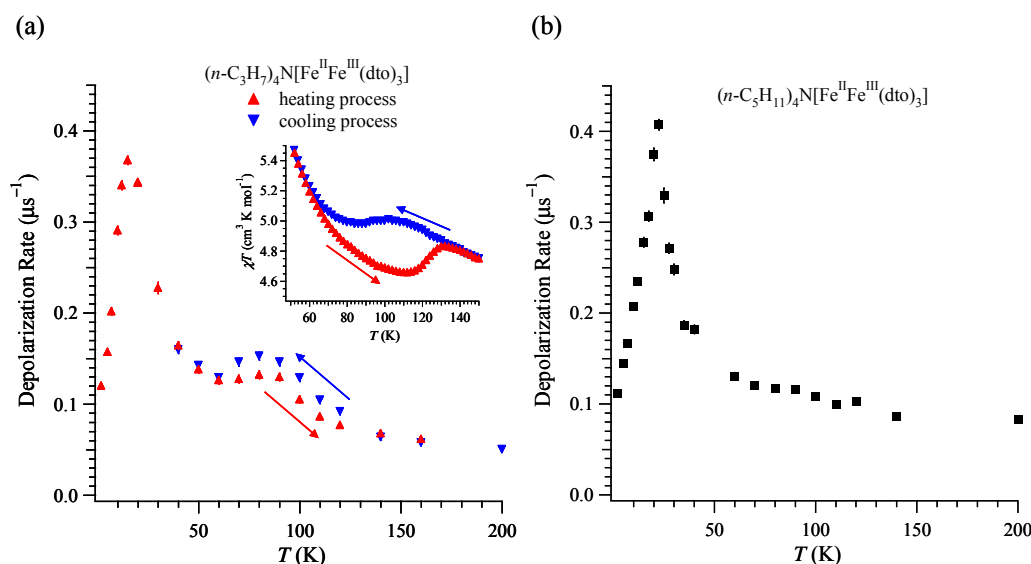 (a)
(n-C₃H₇)₄N[FeᴵᴵFeᴵᴵᴵ(dto)₃]
heating process
cooling process
Depolarization Rate (μs⁻¹)
0.4
0.3
0.2
0.1
0.0
50
100
150
200
T (K)
χT (cm³ K mol⁻¹)
5.4
5.2
5.0
4.8
4.6
60
80
100
120
140
T (K)
(b)
(n-C₅H₁₁)₄N[FeᴵᴵFeᴵᴵᴵ(dto)₃]
Depolarization Rate (μs⁻¹)
0.4
0.3
0.2
0.1
0.0
50
100
150
200
T (K)